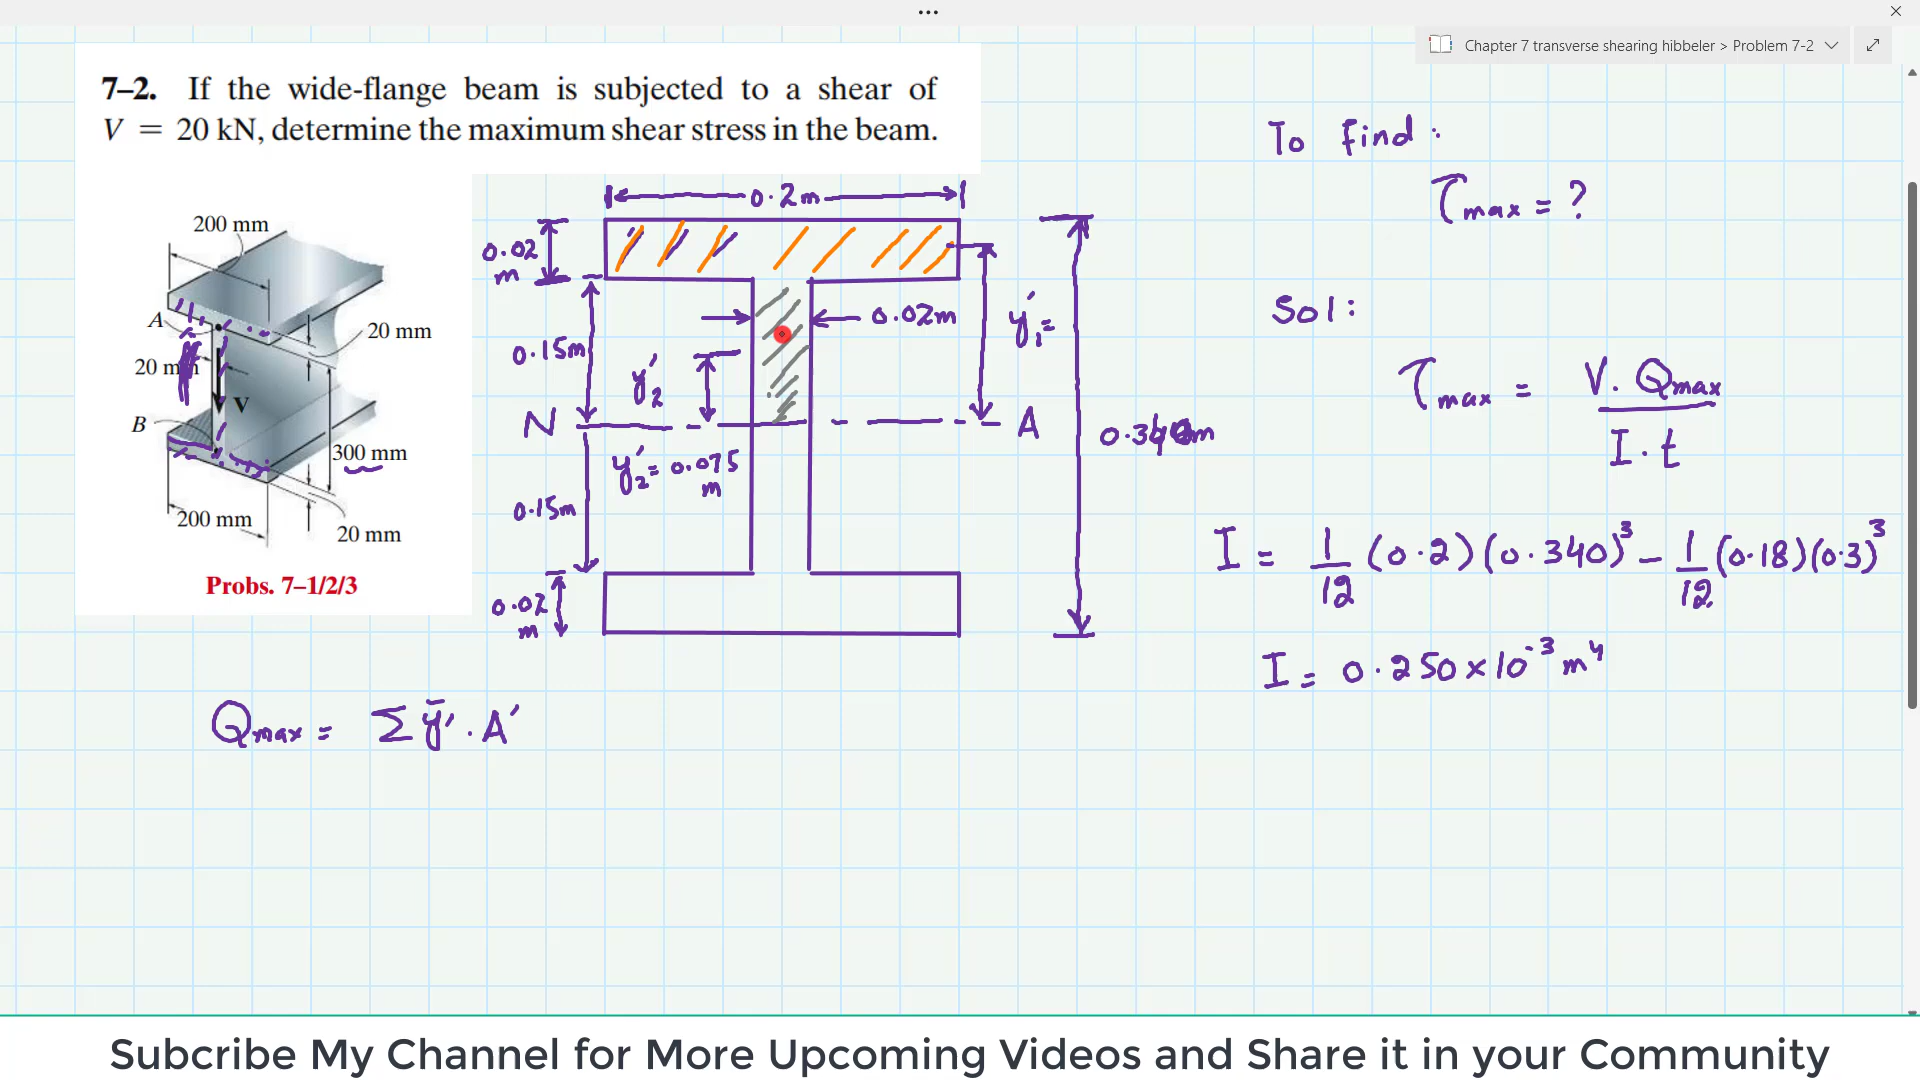 Chapter 7 transverse shearing hibbeler > Problem 7-2
7–2. If the wide-flange beam is subjected to a shear of
V = 20 kN, determine the maximum shear stress in the beam.
200 mm
A
20 mm
20 mm
V
B
300 mm
200 mm
20 mm
Probs. 7–1/2/3
0.2m
0.02
m
0.15m
0.02m
y'₁=
y'₂
N
A
y'₂= 0.075
m
0.15m
0.02
m
To find:
τmax = ?
Sol:
τmax = V. Qmax / I. t
I = 1/12 (0.2)(0.340)³ - 1/12 (0.18)(0.3)³
I = 0.250 x 10⁻³ m⁴
Qmax = Σ ȳ'. A'
Subcribe My Channel for More Upcoming Videos and Share it in your Community